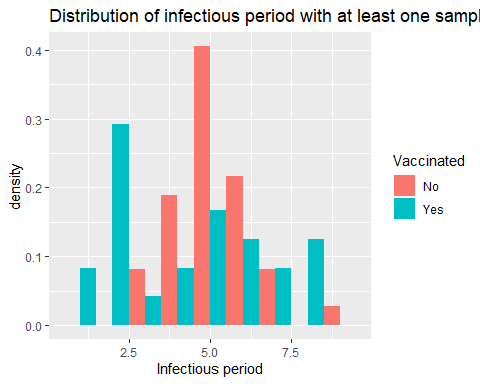 Distribution of infectious period with at least one sampl
0.4
0.3
0.2
0.1
0.0
density
2.5 5.0 7.5
Infectious period
Vaccinated
No
Yes